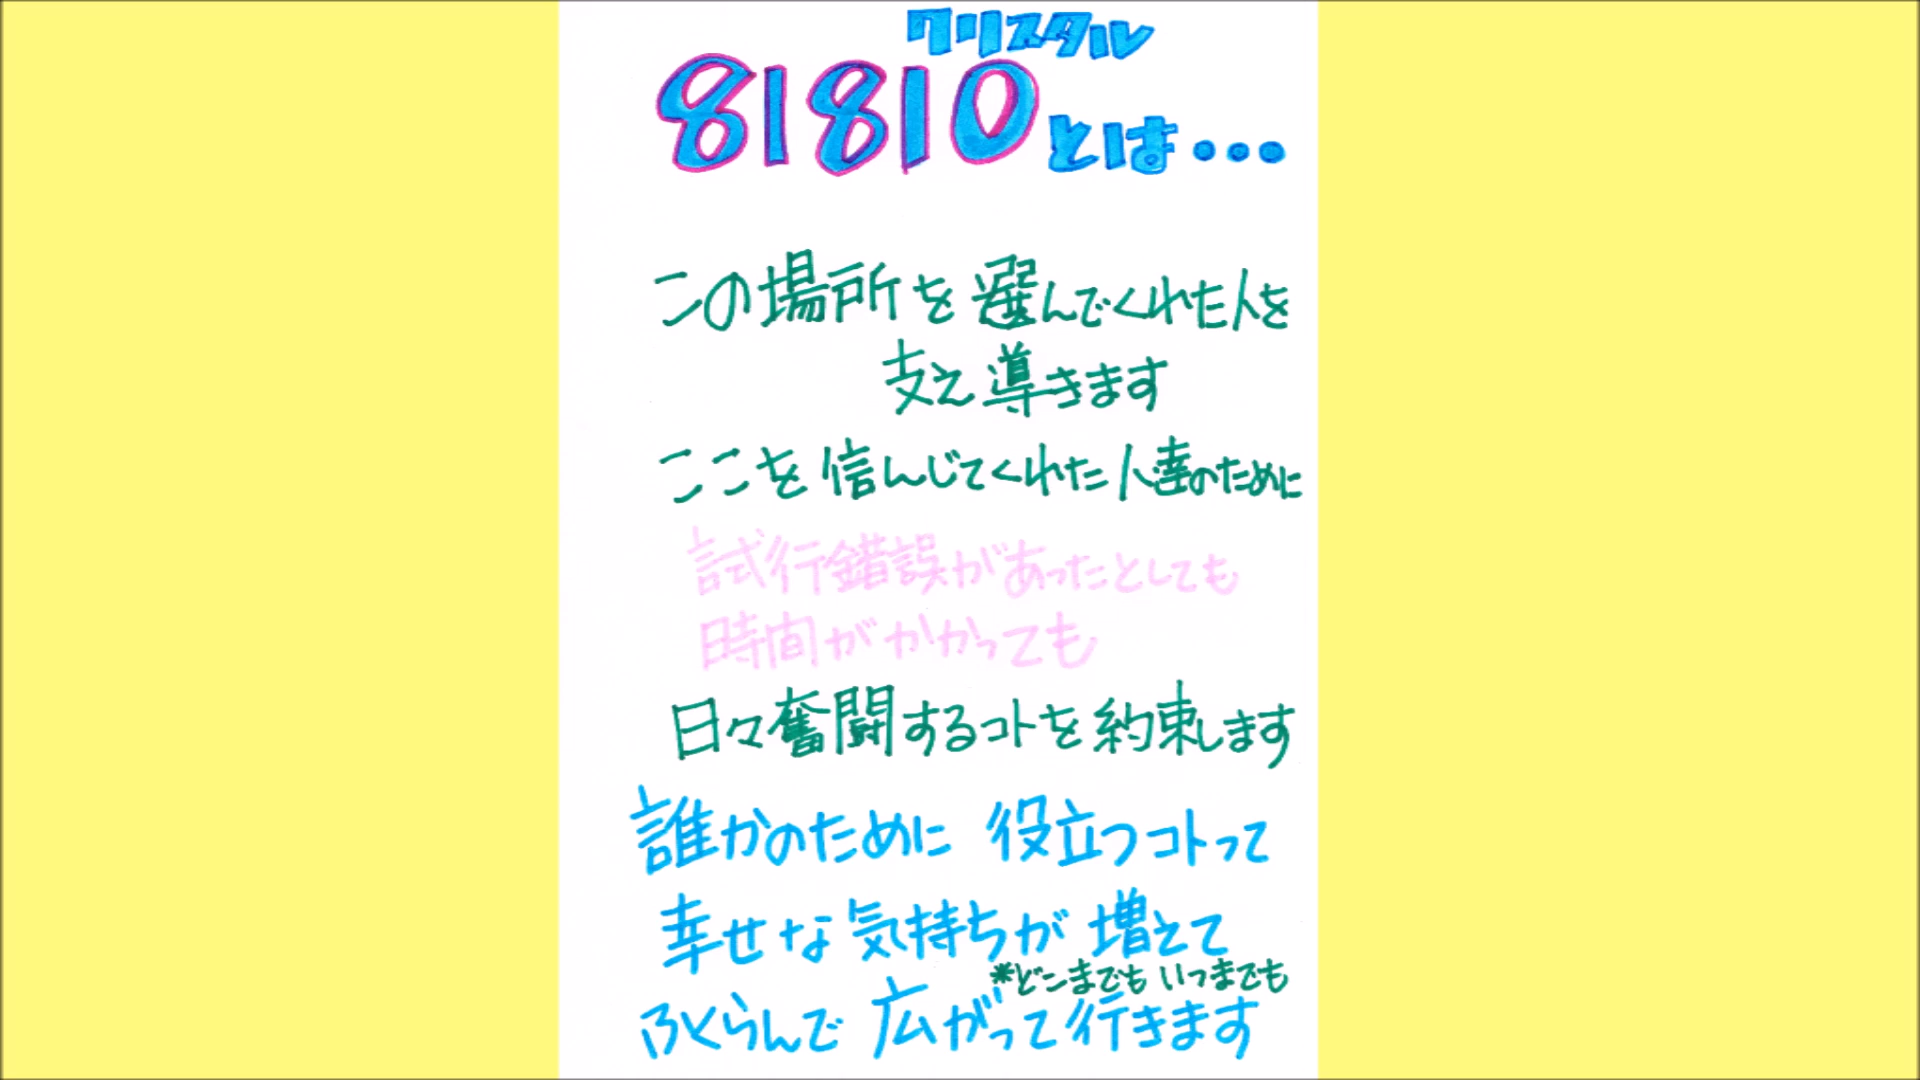 クリスタル
81810とは・・・
この場所を選んでくれた人を
支え導きます
ここを信んじてくれた人達のために
試行錯誤があったとしても
時間がかかっても
日々奮闘するコトを約束します
誰かのために 役立つコトって
幸せな気持ちが 増えて
*どこまでも いつまでも
ふくらんで 広がって行きます